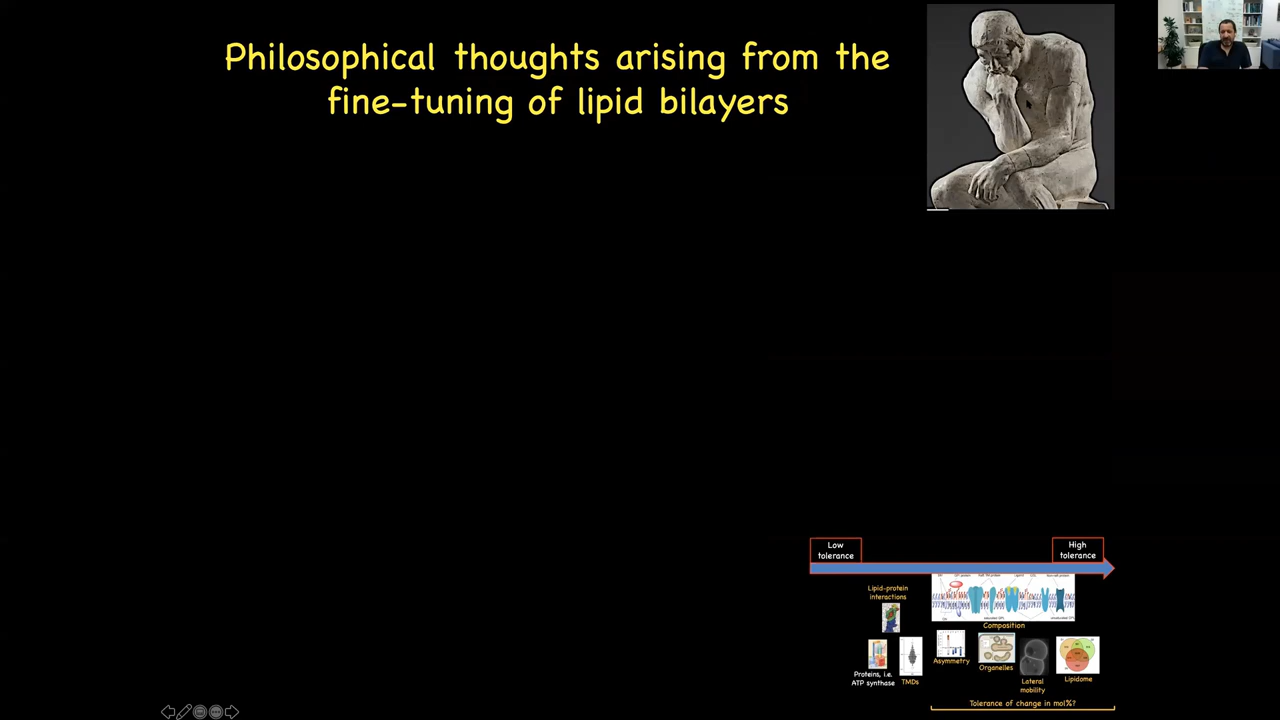 Philosophical thoughts arising from the
fine-tuning of lipid bilayers
Low
tolerance
High
tolerance
Lipid-protein
interactions
Composition
Asymmetry
Organelles
Lateral
mobility
Lipidome
Proteins, i.e.
ATP synthase
TMDs
Tolerance of change in mol%?